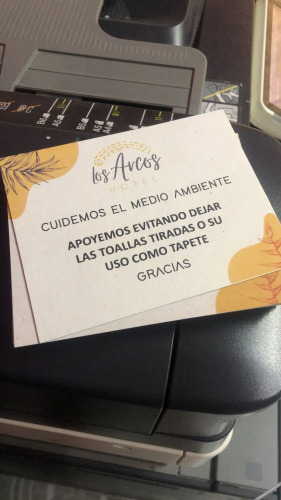 los Arcos
HOTEL
CUIDEMOS EL MEDIO AMBIENTE
APOYEMOS EVITANDO DEJAR
LAS TOALLAS TIRADAS O SU
USO COMO TAPETE
GRACIAS